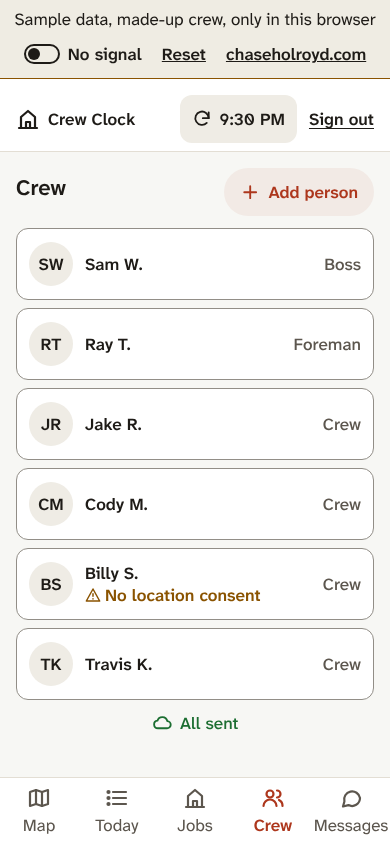 Sample data, made-up crew, only in this browser
No signal Reset chaseholroyd.com
Crew Clock 9:30 PM Sign out
Crew
Add person
SW Sam W. Boss
RT Ray T. Foreman
JR Jake R. Crew
CM Cody M. Crew
BS Billy S. Crew
No location consent
TK Travis K. Crew
All sent
Map Today Jobs Crew Messages